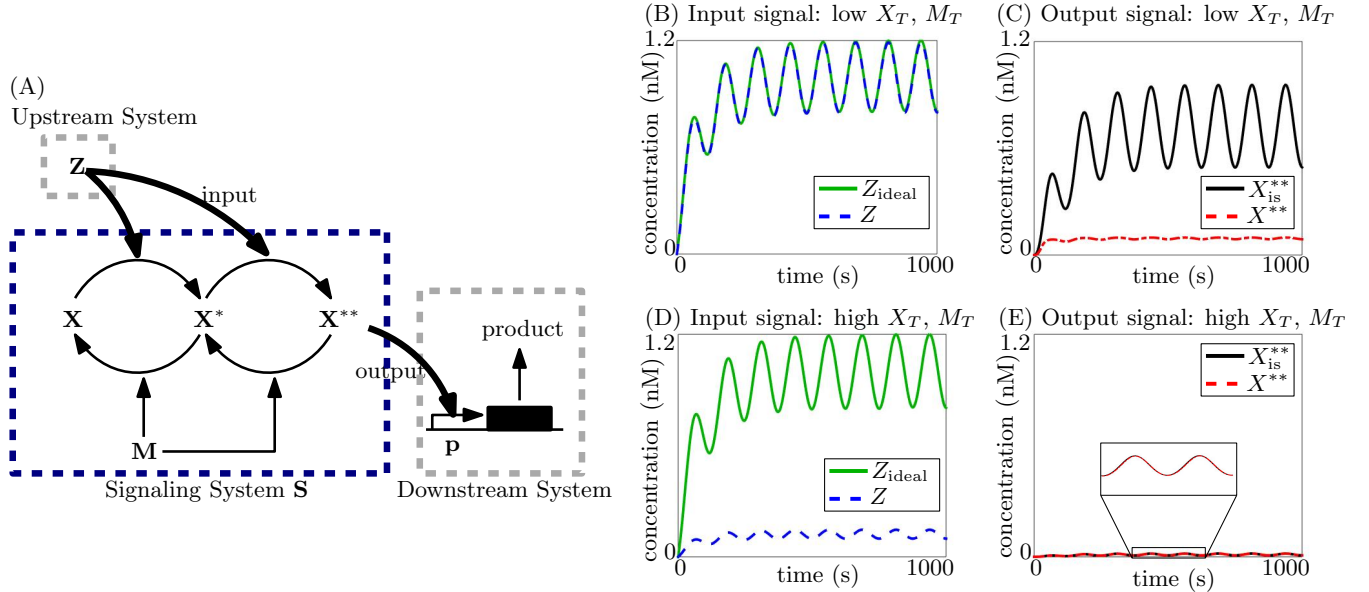 (A)
Upstream System
Z
input
X
X*
X**
M
output
product
p
Signaling System S
Downstream System
(B) Input signal: low X_T, M_T
concentration (nM)
1.2
0
Z_ideal
Z
0
1000
time (s)
(C) Output signal: low X_T, M_T
concentration (nM)
1.2
0
X**_is
X**
0
1000
time (s)
(D) Input signal: high X_T, M_T
concentration (nM)
1.2
0
Z_ideal
Z
0
1000
time (s)
(E) Output signal: high X_T, M_T
concentration (nM)
1.2
0
X**_is
X**
0
1000
time (s)